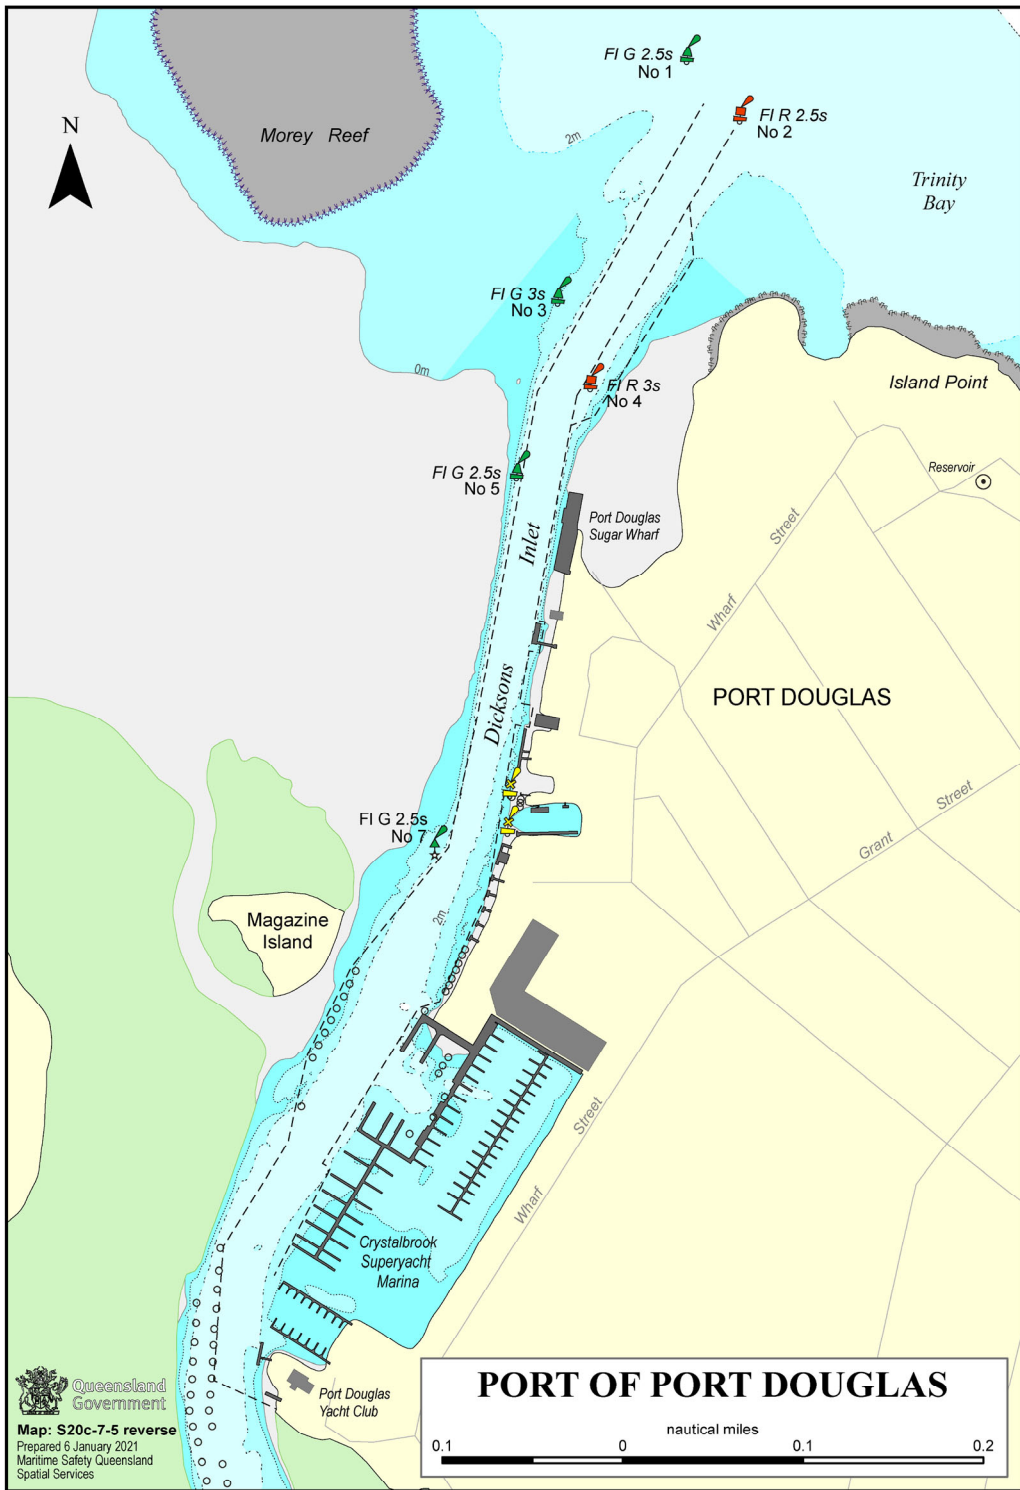 Fl G 2.5s
No 1
Fl R 2.5s
No 2
N
Morey Reef
2m
Trinity
Bay
Fl G 3s
No 3
0m
Fl R 3s
No 4
Island Point
Fl G 2.5s
No 5
Reservoir
Port Douglas
Sugar Wharf
Inlet
Street
Wharf
Dicksons
PORT DOUGLAS
Street
Grant
Fl G 2.5s
No 7
2m
Magazine
Island
Street
Wharf
Crystalbrook
Superyacht
Marina
Port Douglas
Yacht Club
Queensland
Government
Map: S20c-7-5 reverse
Prepared 6 January 2021
Maritime Safety Queensland
Spatial Services
PORT OF PORT DOUGLAS
nautical miles
0.1 0 0.1 0.2